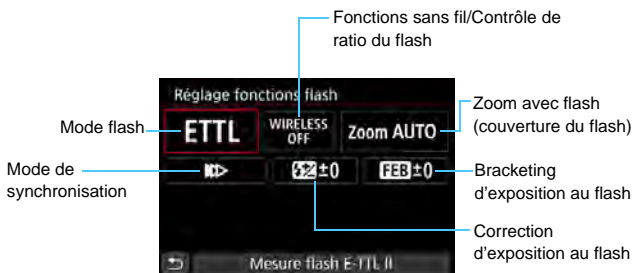 Fonctions sans fil/Contrôle de
ratio du flash
Réglage fonctions flash
Mode flash
ETTL
WIRELESS
OFF
Zoom AUTO
Zoom avec flash
(couverture du flash)
Mode de
synchronisation
±0
FEB±0
Bracketing
d'exposition au flash
Correction
d'exposition au flash
Mesure flash E-TTL II